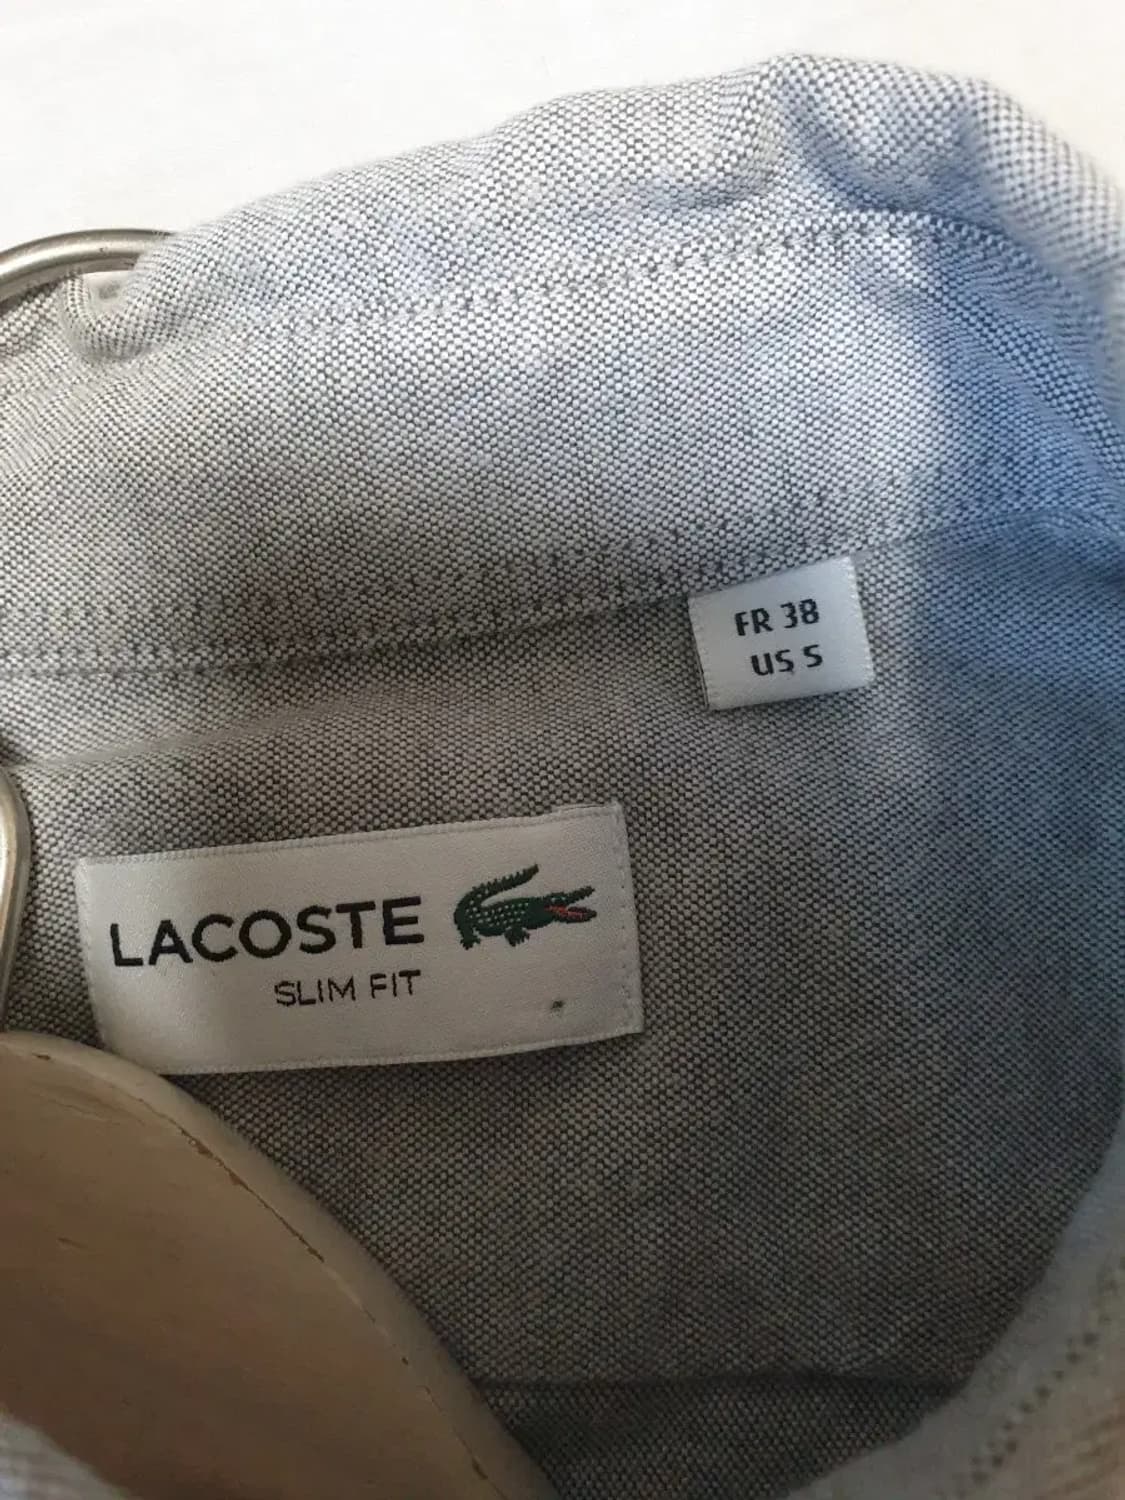 FR 38
US S
LACOSTE
SLIM FIT